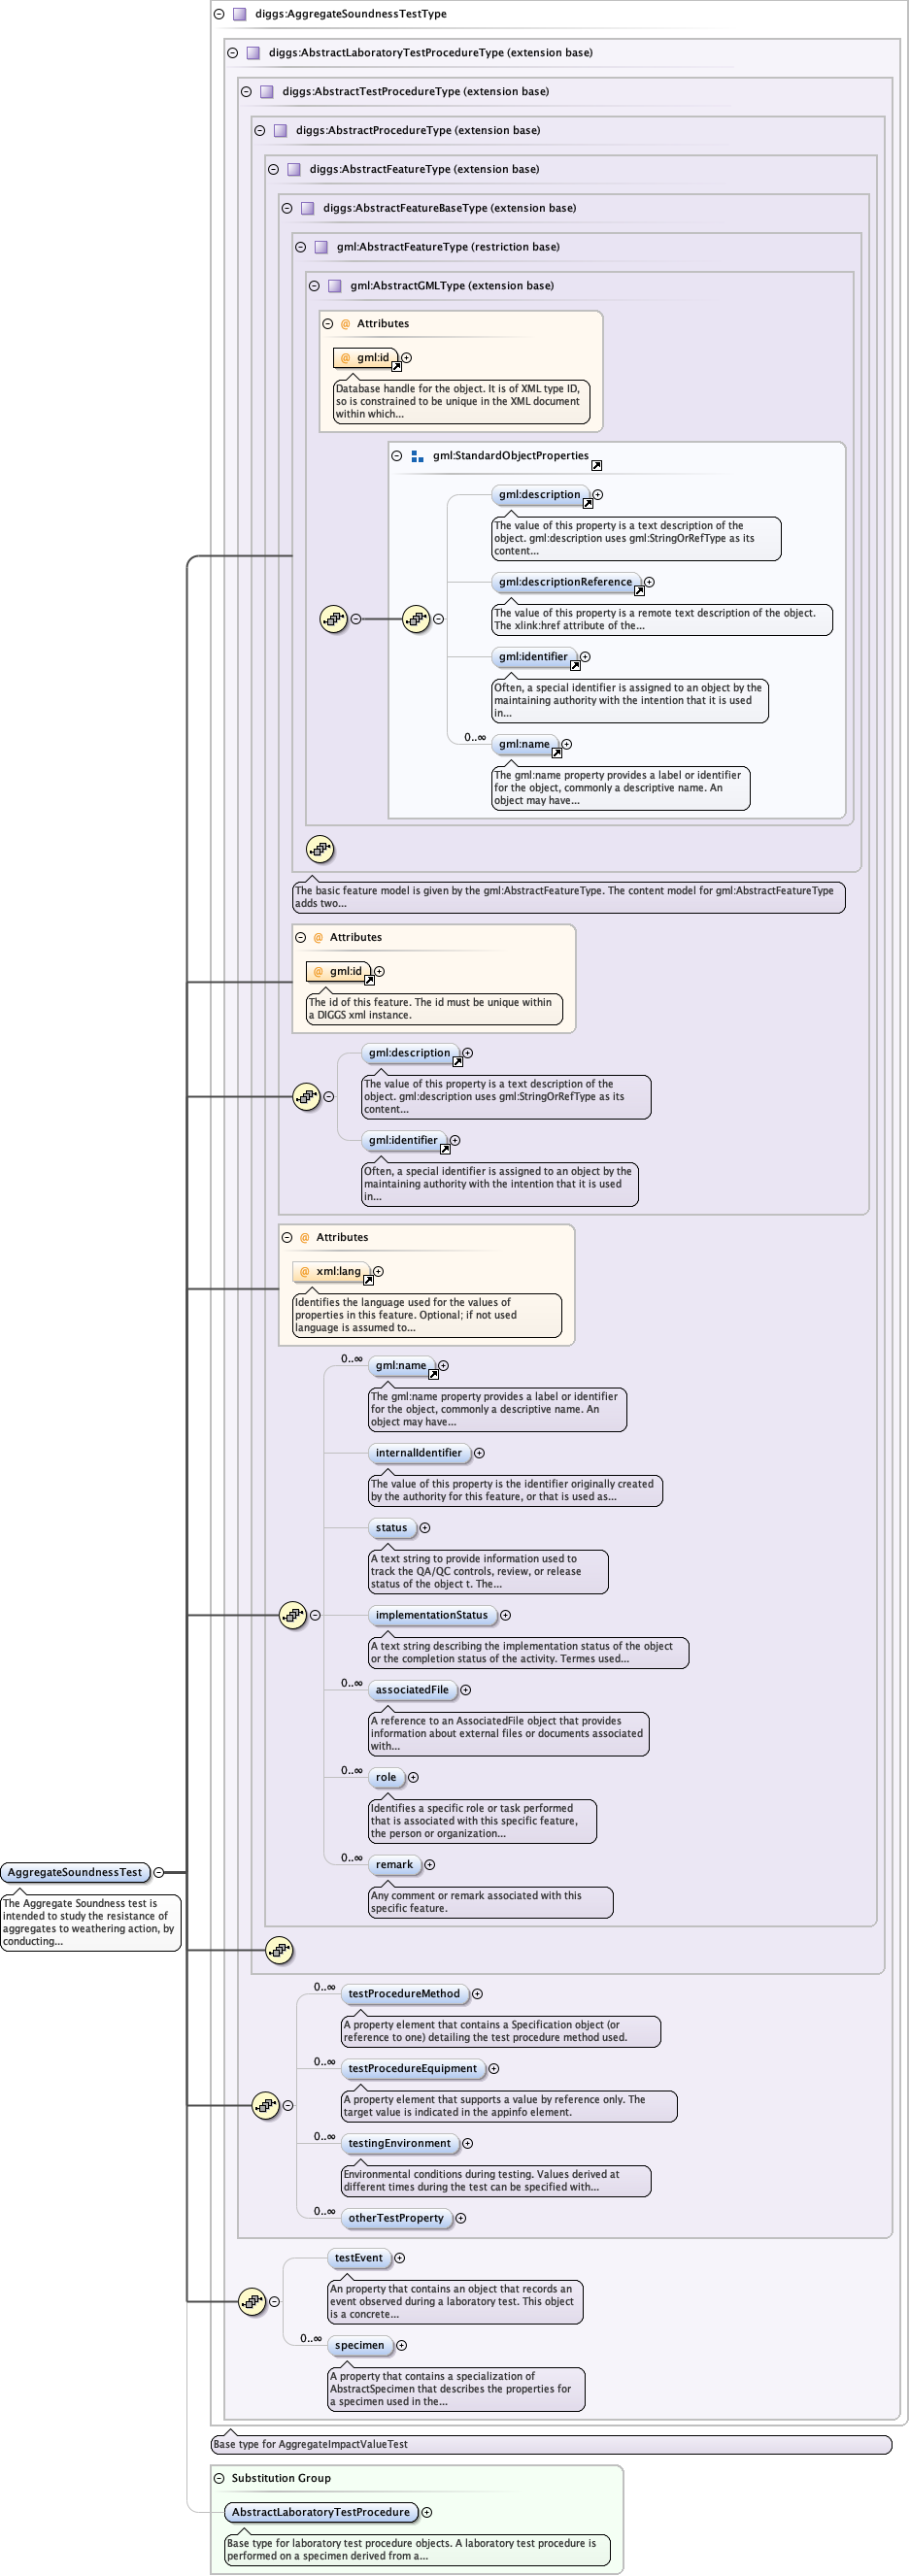 diggs:AggregateSoundnessTestType
diggs:AbstractLaboratoryTestProcedureType (extension base)
diggs:AbstractTestProcedureType (extension base)
diggs:AbstractProcedureType (extension base)
diggs:AbstractFeatureType (extension base)
diggs:AbstractFeatureBaseType (extension base)
gml:AbstractFeatureType (restriction base)
gml:AbstractGMLType (extension base)
@ Attributes
@ gml:id
Database handle for the object. It is of XML type ID,
so is constrained to be unique in the XML document
within which...
gml:StandardObjectProperties
gml:description
The value of this property is a text description of the
object. gml:description uses gml:StringOrRefType as its
content...
gml:descriptionReference
The value of this property is a remote text description of the object.
The xlink:href attribute of the...
gml:identifier
Often, a special identifier is assigned to an object by the
maintaining authority with the intention that it is used
in...
0..∞
gml:name
The gml:name property provides a label or identifier
for the object, commonly a descriptive name. An
object may have...
The basic feature model is given by the gml:AbstractFeatureType. The content model for gml:AbstractFeatureType
adds two...
@ Attributes
@ gml:id
The id of this feature. The id must be unique within
a DIGGS xml instance.
gml:description
The value of this property is a text description of the
object. gml:description uses gml:StringOrRefType as its
content...
gml:identifier
Often, a special identifier is assigned to an object by the
maintaining authority with the intention that it is used
in...
@ Attributes
@ xml:lang
Identifies the language used for the values of
properties in this feature. Optional; if not used
language is assumed to...
0..∞
gml:name
The gml:name property provides a label or identifier
for the object, commonly a descriptive name. An
object may have...
internalIdentifier
The value of this property is the identifier originally created
by the authority for this feature, or that is used as...
status
A text string to provide information used to
track the QA/QC controls, review, or release
status of the object t. The...
implementationStatus
A text string describing the implementation status of the object
or the completion status of the activity. Termes used...
0..∞
associatedFile
A reference to an AssociatedFile object that provides
information about external files or documents associated
with...
0..∞
role
Identifies a specific role or task performed
that is associated with this specific feature,
the person or organization...
0..∞
remark
Any comment or remark associated with this
specific feature.
AggregateSoundnessTest
The Aggregate Soundness test is
intended to study the resistance of
aggregates to weathering action, by
conducting...
0..∞
testProcedureMethod
A property element that contains a Specification object (or
reference to one) detailing the test procedure method used.
0..∞
testProcedureEquipment
A property element that supports a value by reference only. The
target value is indicated in the appinfo element.
0..∞
testingEnvironment
Environmental conditions during testing. Values derived at
different times during the test can be specified with...
0..∞
otherTestProperty
testEvent
An property that contains an object that records an
event observed during a laboratory test. This object
is a concrete...
0..∞
specimen
A property that contains a specialization of
AbstractSpecimen that describes the properties for
a specimen used in the...
Base type for AggregateImpactValueTest
Substitution Group
AbstractLaboratoryTestProcedure
Base type for laboratory test procedure objects. A laboratory test procedure is
performed on a specimen derived from a...